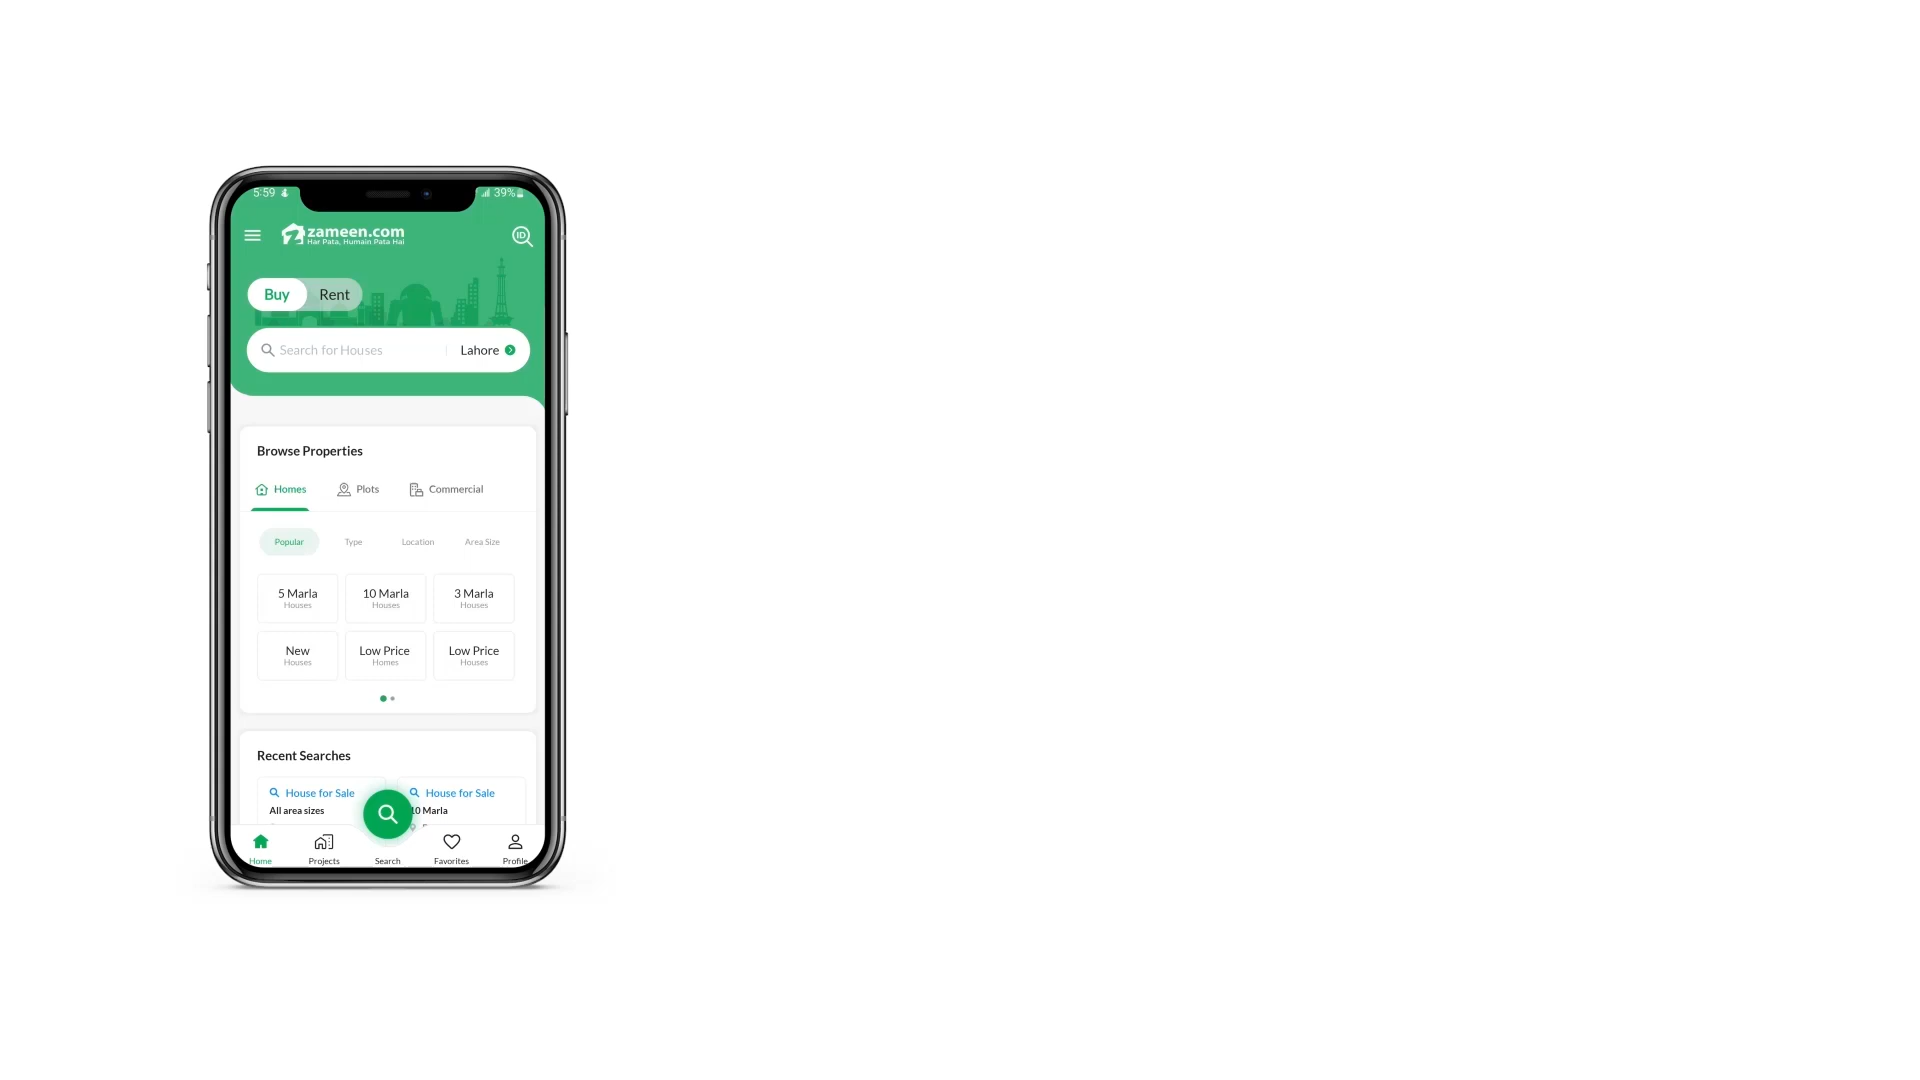 5:59
39%
zameen.com
Har Pata, Humain Pata Hai
ID
Buy Rent
Search for Houses Lahore
Browse Properties
Homes Plots Commercial
Popular Type Location Area Size
5 Marla 10 Marla 3 Marla
Houses Houses Houses
New Low Price Low Price
Houses Homes Houses
Recent Searches
House for Sale House for Sale
All area sizes 10 Marla
Home Projects Search Favorites Profile